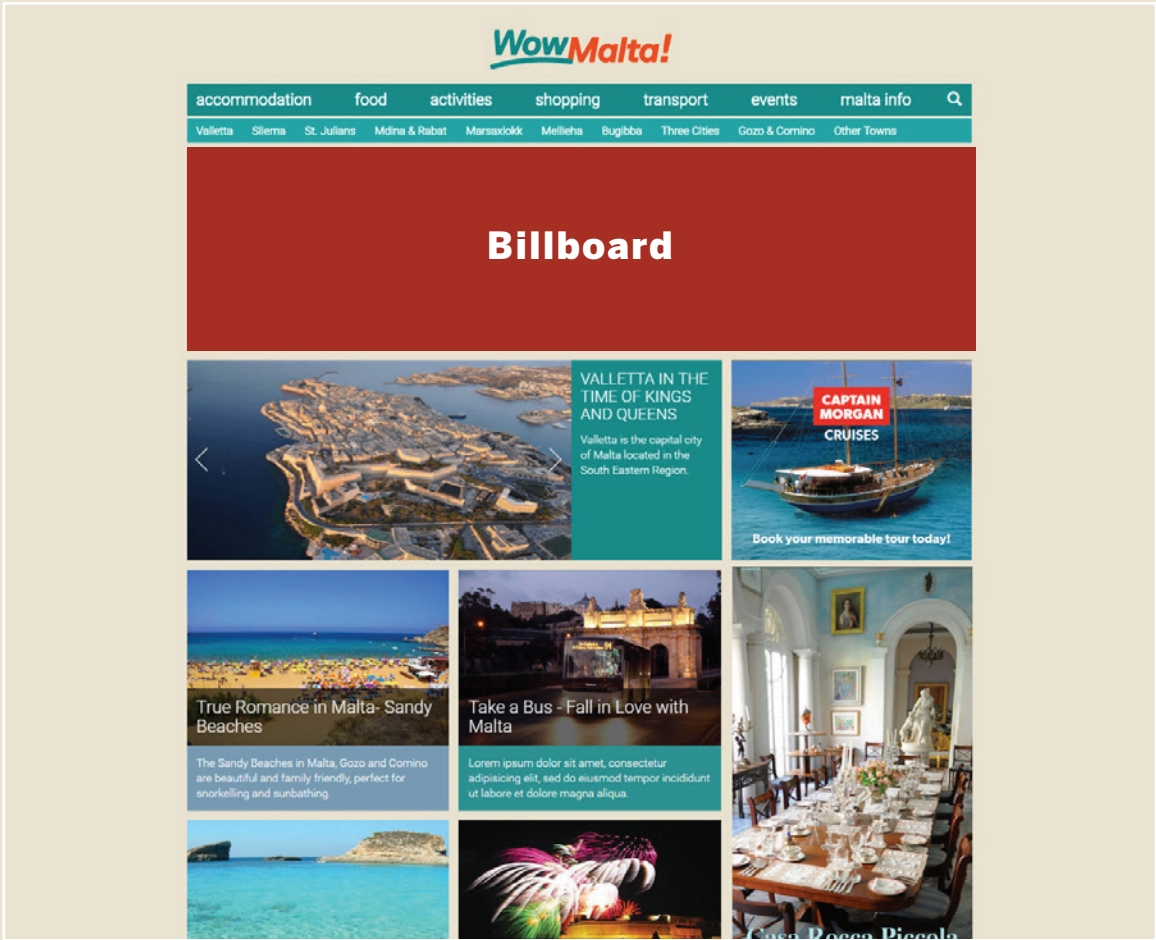 WowMalta!
accommodation food activities shopping transport events malta info
Valletta Sliema St. Julians Mdina & Rabat Marsaxlokk Mellieha Bugibba Three Cities Gozo & Comino Other Towns
Billboard
VALLETTA IN THE
TIME OF KINGS
AND QUEENS
Valletta is the capital city
of Malta located in the
South Eastern Region.
CAPTAIN
MORGAN
CRUISES
Book your memorable tour today!
True Romance in Malta- Sandy
Beaches
The Sandy Beaches in Malta, Gozo and Comino
are beautiful and family friendly, perfect for
snorkelling and sunbathing.
Take a Bus - Fall in Love with
Malta
Lorem ipsum dolor sit amet, consectetur
adipisicing elit, sed do eiusmod tempor incididunt
ut labore et dolore magna aliqua.
Casa Rocca Piccola